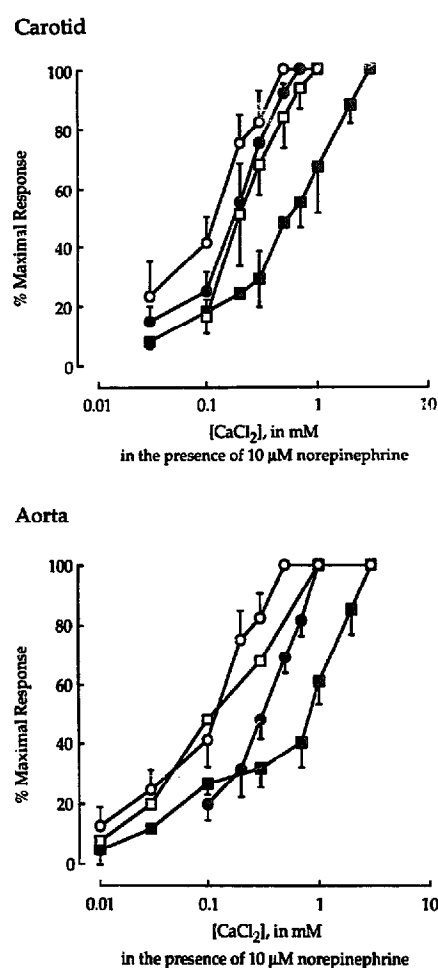 Carotid
100
80
60
40
20
0
% Maximal Response
0.01 0.1 1 10
[CaCl₂], in mM
in the presence of 10 µM norepinephrine
Aorta
100
80
60
40
20
0
% Maximal Response
0.01 0.1 1 10
[CaCl₂], in mM
in the presence of 10 µM norepinephrine